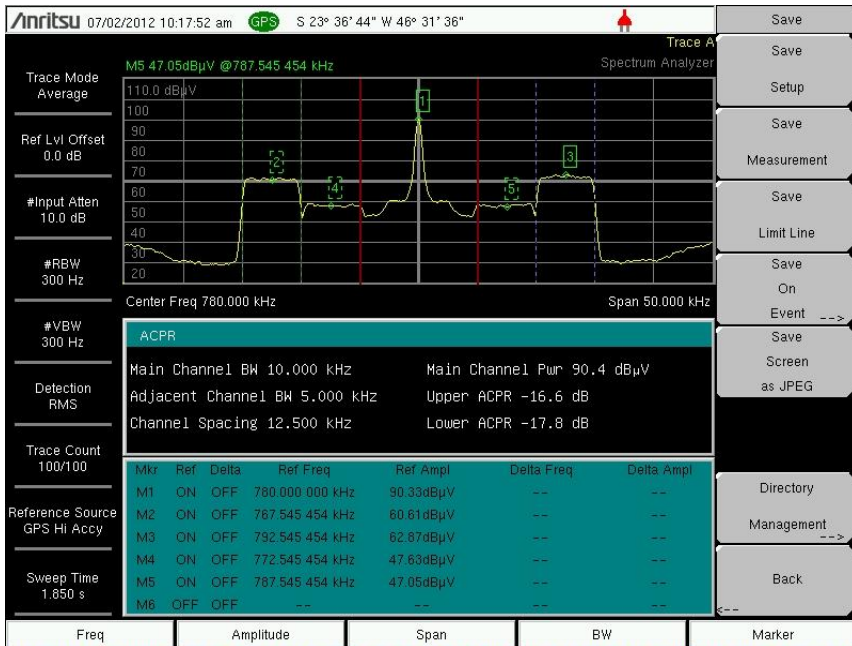 Anritsu 07/02/2012 10:17:52 am GPS S 23° 36' 44" W 46° 31' 36"
Save
Trace A
Spectrum Analyzer
M5 47.05dBµV @787.545 454 kHz
Trace Mode
Average
Ref Lvl Offset
0.0 dB
#Input Atten
10.0 dB
#RBW
300 Hz
#VBW
300 Hz
Detection
RMS
Trace Count
100/100
Reference Source
GPS Hi Accy
Sweep Time
1.850 s
110.0 dBµV
100
90
80
70
60
50
40
30
20
1
2
3
4
5
Center Freq 780.000 kHz
Span 50.000 kHz
ACPR
Main Channel BW 10.000 kHz Main Channel Pwr 90.4 dBµV
Adjacent Channel BW 5.000 kHz Upper ACPR -16.6 dB
Channel Spacing 12.500 kHz Lower ACPR -17.8 dB
Mkr Ref Delta Ref Freq Ref Ampl Delta Freq Delta Ampl
M1 ON OFF 780.000 000 kHz 90.33dBµV -- --
M2 ON OFF 767.545 454 kHz 60.61dBµV -- --
M3 ON OFF 792.545 454 kHz 62.87dBµV -- --
M4 ON OFF 772.545 454 kHz 47.63dBµV -- --
M5 ON OFF 787.545 454 kHz 47.05dBµV -- --
M6 OFF OFF -- -- -- --
Save
Setup
Save
Measurement
Save
Limit Line
Save
On
Event -->
Save
Screen
as JPEG
Directory
Management
-->
Back
<--
Freq Amplitude Span BW Marker